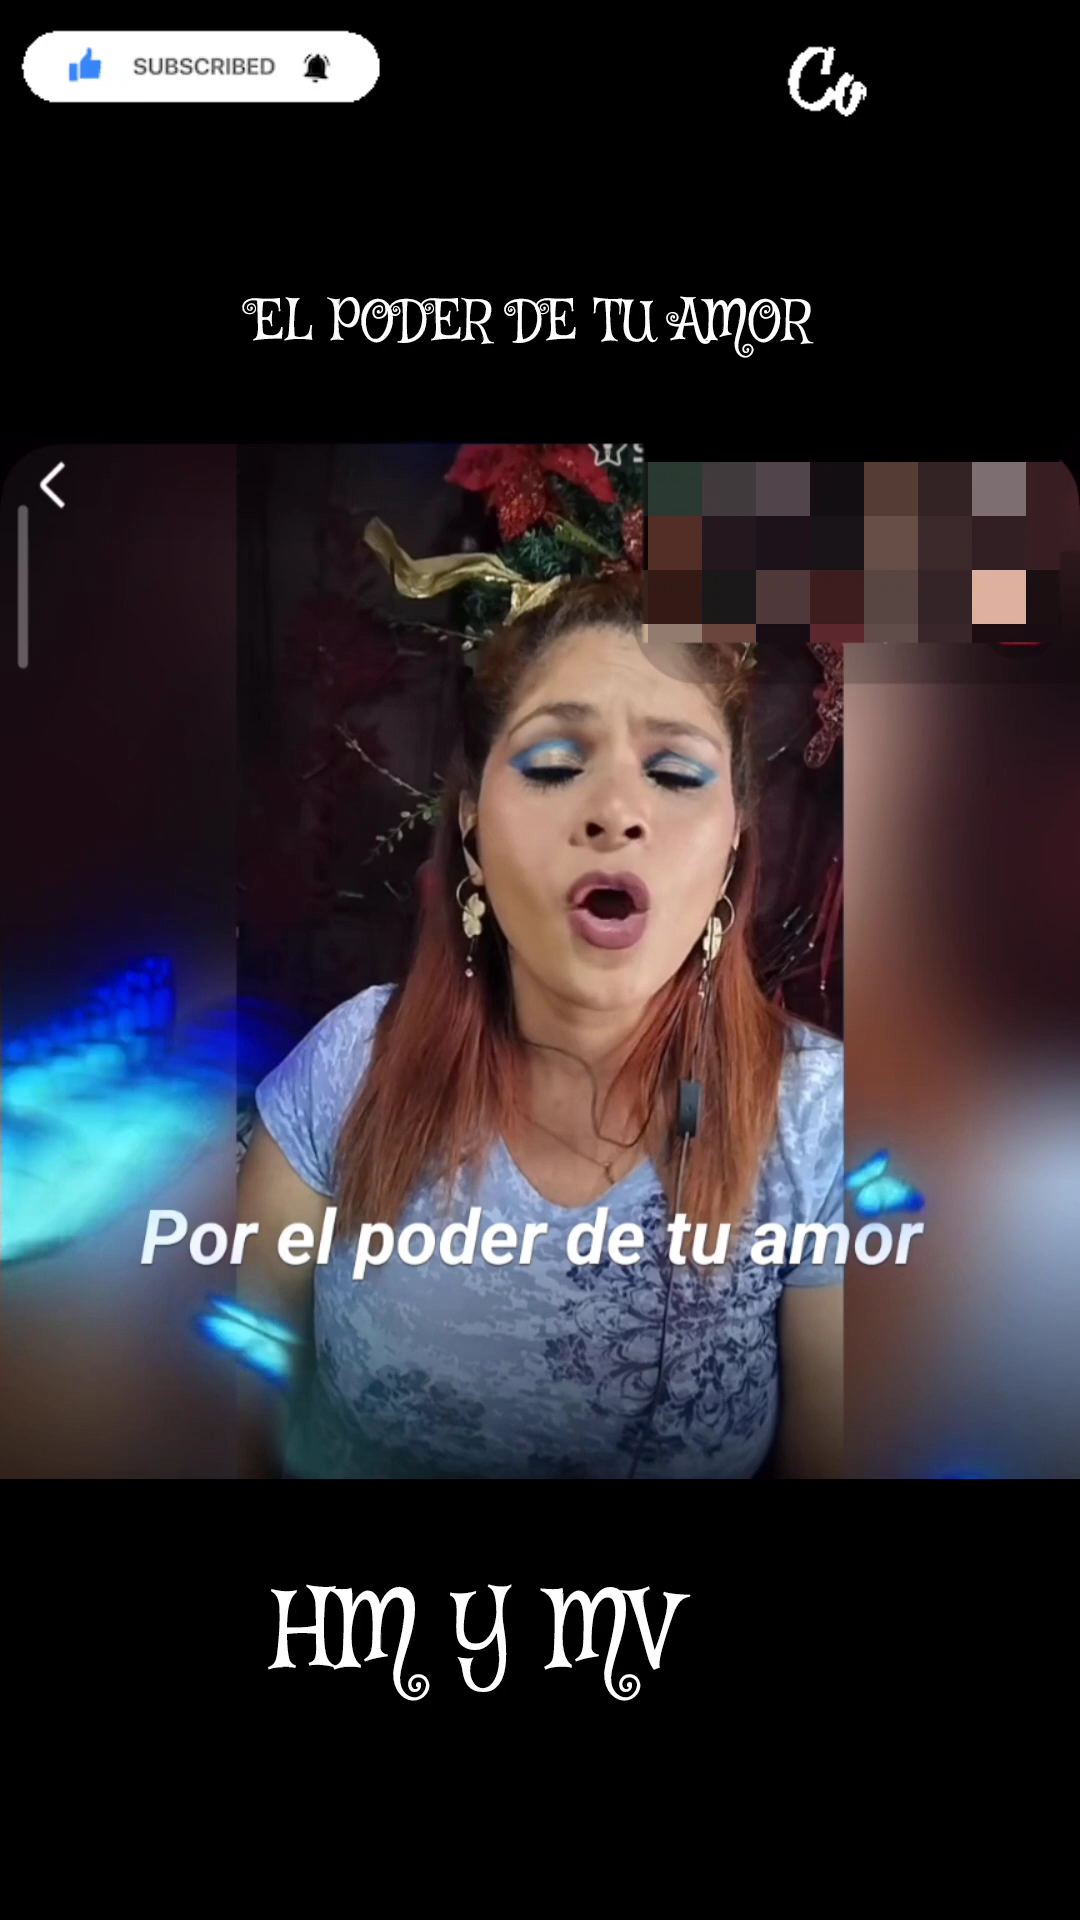 SUBSCRIBED
Co
EL PODER DE TU AMOR
Por el poder de tu amor
HM Y MV